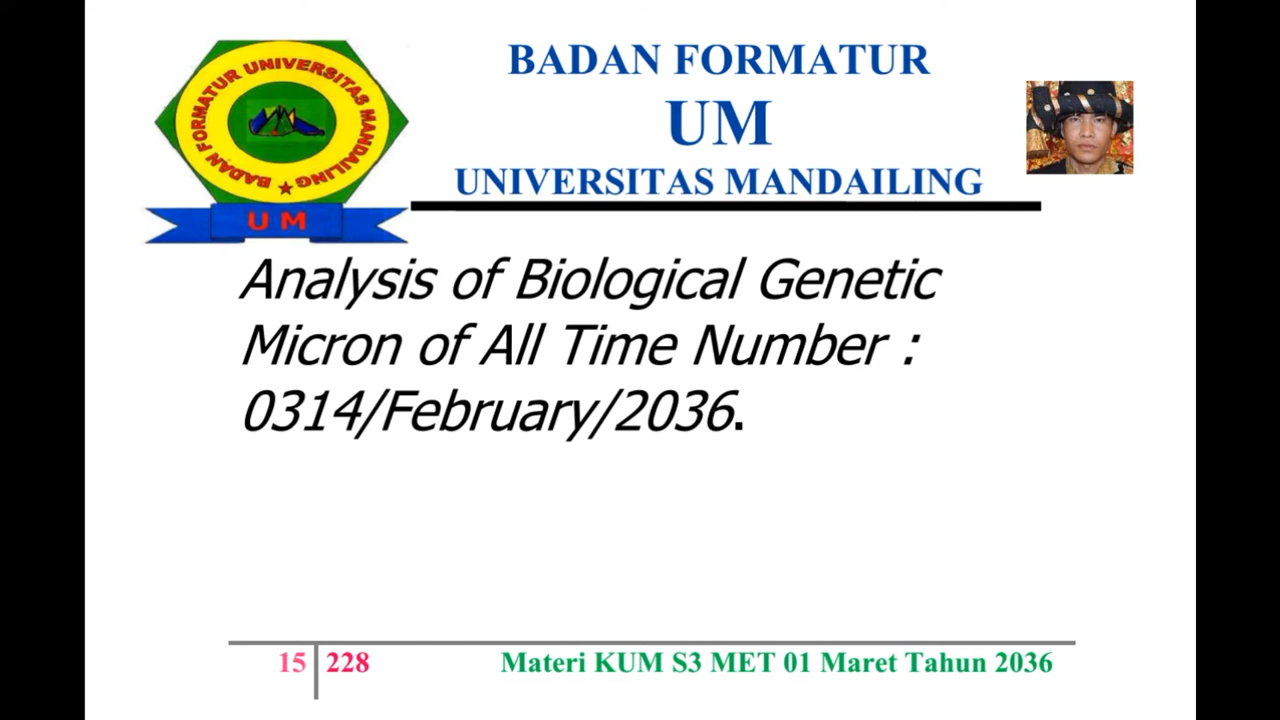 BADAN FORMATUR UNIVERSITAS MANDAILING
U M
BADAN FORMATUR
UM
UNIVERSITAS MANDAILING
Analysis of Biological Genetic
Micron of All Time Number :
0314/February/2036.
15 228
Materi KUM S3 MET 01 Maret Tahun 2036